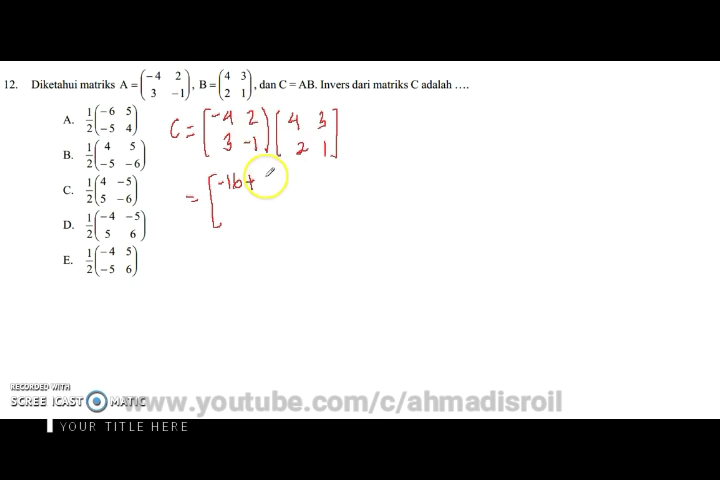 12. Diketahui matriks A = (−4 2 3 −1), B = (4 3 2 1), dan C = AB. Invers dari matriks C adalah ….
A. 1/2 (−6 5 −5 4)
B. 1/2 (4 5 −5 −6)
C. 1/2 (4 −5 5 −6)
D. 1/2 (−4 −5 5 6)
E. 1/2 (−4 5 −5 6)
C = [−4 2 3 −1) [4 3 2 1]
= [−16 +
RECORDED WITH
SCREENCAST MATIC
www.youtube.com/c/ahmadisroil
YOUR TITLE HERE